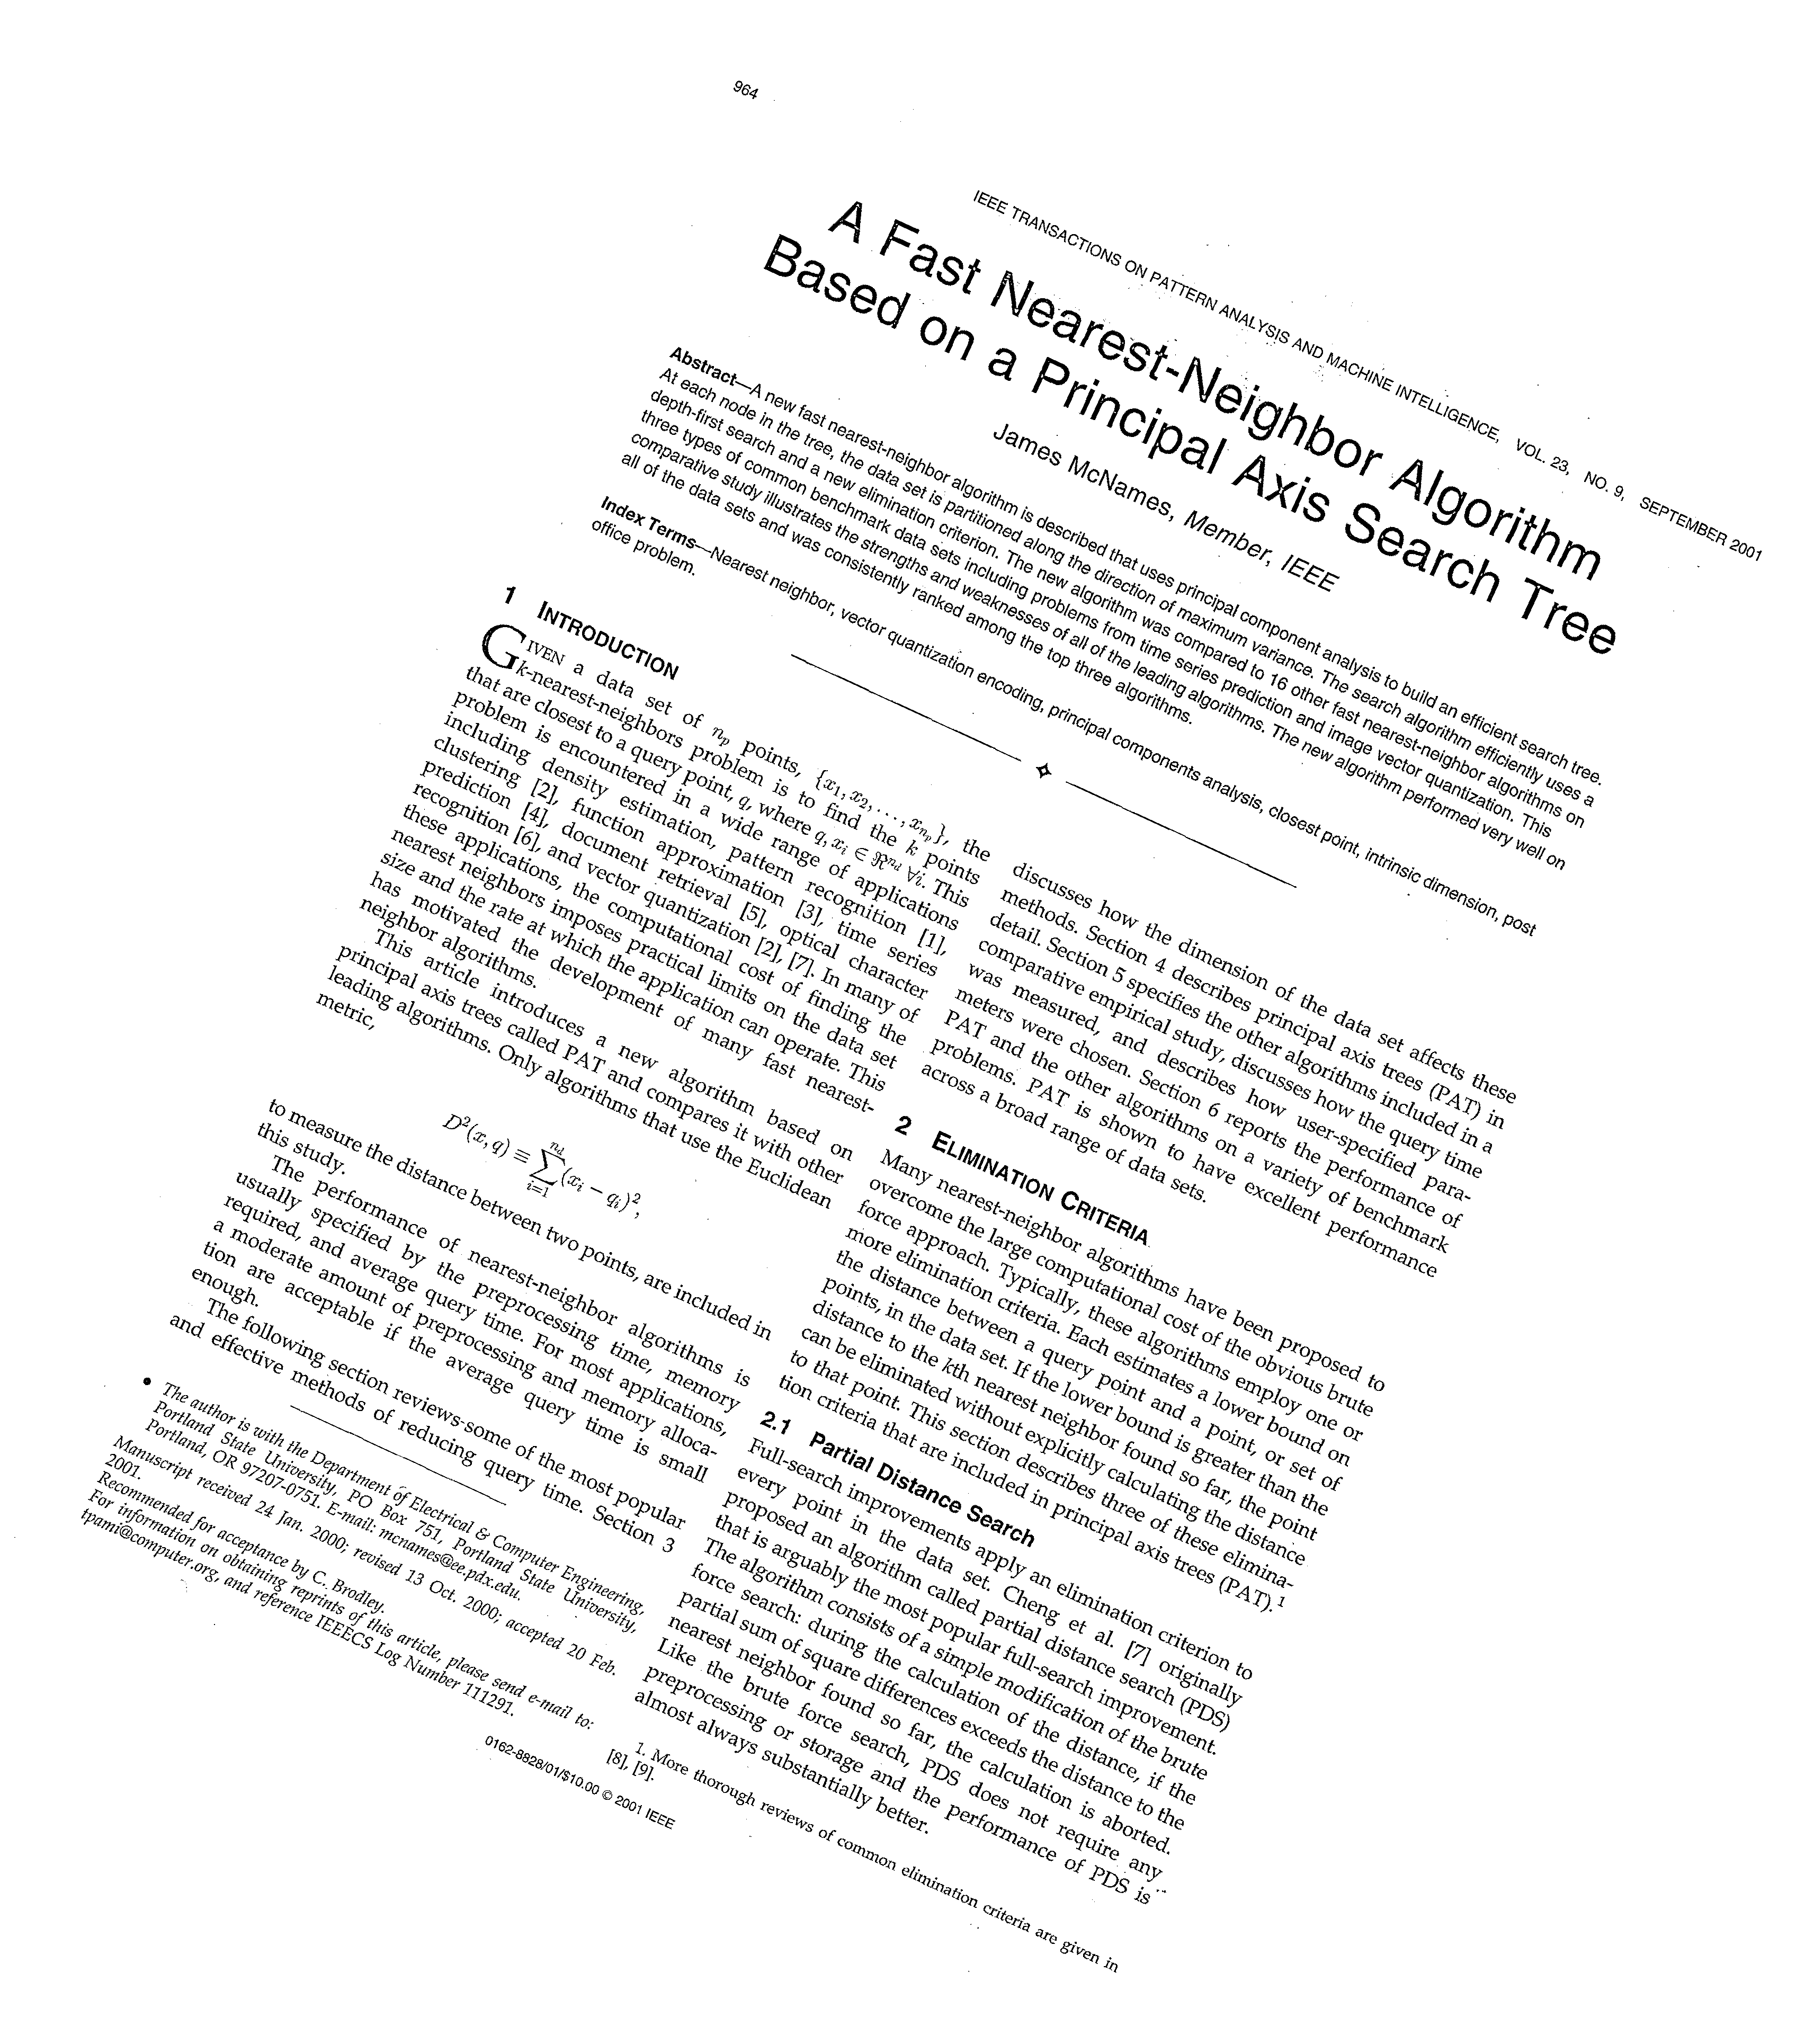 964
IEEE TRANSACTIONS ON PATTERN ANALYSIS AND MACHINE INTELLIGENCE, VOL. 23, NO. 9, SEPTEMBER 2001
A Fast Nearest-Neighbor Algorithm
Based on a Principal Axis Search Tree
James McNames, Member, IEEE
Abstract—A new fast nearest-neighbor algorithm is described that uses principal component analysis to build an efficient search tree.
At each node in the tree, the data set is partitioned along the direction of maximum variance. The search algorithm efficiently uses a
depth-first search and a new elimination criterion. The new algorithm was compared to 16 other fast nearest-neighbor algorithms on
three types of common benchmark data sets including problems from time series prediction and image vector quantization. This
comparative study illustrates the strengths and weaknesses of all of the leading algorithms. The new algorithm performed very well on
all of the data sets and was consistently ranked among the top three algorithms.
Index Terms—Nearest neighbor, vector quantization encoding, principal components analysis, closest point, intrinsic dimension, post
office problem.
1 INTRODUCTION
GIVEN a data set of n_p points, {x_1, x_2, ..., x_{n_p}}, the
k-nearest-neighbors problem is to find the k points
that are closest to a query point, q, where q, x_i ∈ ℜ^{n_d} ∀i. This
problem is encountered in a wide range of applications
including density estimation, pattern recognition [1],
clustering [2], function approximation [3], time series
prediction [4], document retrieval [5], optical character
recognition [6], and vector quantization [2], [7]. In many of
these applications, the computational cost of finding the
nearest neighbors imposes practical limits on the data set
size and the rate at which the application can operate. This
has motivated the development of many fast nearest-
neighbor algorithms.
This article introduces a new algorithm based on
principal axis trees called PAT and compares it with other
leading algorithms. Only algorithms that use the Euclidean
metric,
D²(x, q) ≡ ∑_{i=1}^{n_d} (x_i − q_i)²,
to measure the distance between two points, are included in
this study.
The performance of nearest-neighbor algorithms is
usually specified by the preprocessing time, memory
required, and average query time. For most applications,
a moderate amount of preprocessing and memory alloca-
tion are acceptable if the average query time is small
enough.
The following section reviews some of the most popular
and effective methods of reducing query time. Section 3
• The author is with the Department of Electrical & Computer Engineering,
Portland State University, PO Box 751, Portland State University,
Portland, OR 97207-0751. E-mail: mcnames@ee.pdx.edu.
Manuscript received 24 Jan. 2000; revised 13 Oct. 2000; accepted 20 Feb.
2001.
Recommended for acceptance by C. Brodley.
For information on obtaining reprints of this article, please send e-mail to:
tpami@computer.org, and reference IEEECS Log Number 111291.
discusses how the dimension of the data set affects these
methods. Section 4 describes principal axis trees (PAT) in
detail. Section 5 specifies the other algorithms included in a
comparative empirical study, discusses how the query time
was measured, and describes how user-specified para-
meters were chosen. Section 6 reports the performance of
PAT and the other algorithms on a variety of benchmark
problems. PAT is shown to have excellent performance
across a broad range of data sets.
2 ELIMINATION CRITERIA
Many nearest-neighbor algorithms have been proposed to
overcome the large computational cost of the obvious brute
force approach. Typically, these algorithms employ one or
more elimination criteria. Each estimates a lower bound on
the distance between a query point and a point, or set of
points, in the data set. If the lower bound is greater than the
distance to the kth nearest neighbor found so far, the point
can be eliminated without explicitly calculating the distance
to that point. This section describes three of these elimina-
tion criteria that are included in principal axis trees (PAT).¹
2.1 Partial Distance Search
Full-search improvements apply an elimination criterion to
every point in the data set. Cheng et al. [7] originally
proposed an algorithm called partial distance search (PDS)
that is arguably the most popular full-search improvement.
The algorithm consists of a simple modification of the brute
force search: during the calculation of the distance, if the
partial sum of square differences exceeds the distance to the
nearest neighbor found so far, the calculation is aborted.
Like the brute force search, PDS does not require any
preprocessing or storage and the performance of PDS is
almost always substantially better.
1. More thorough reviews of common elimination criteria are given in
[8], [9].
0162-8828/01/$10.00 © 2001 IEEE